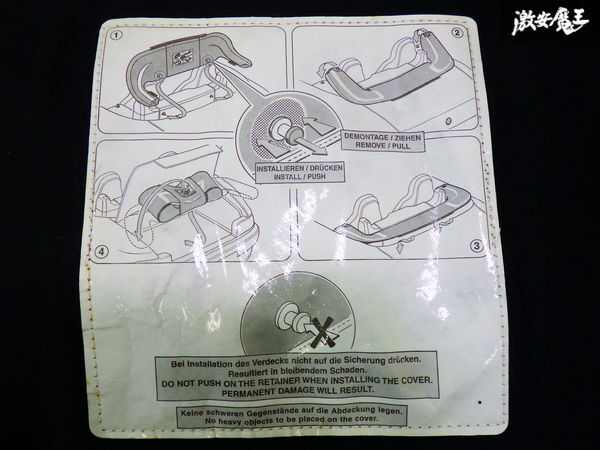 激安魔王
1
2
DEMONTAGE / ZIEHEN
REMOVE / PULL
INSTALLIEREN / DRÜCKEN
INSTALL / PUSH
4
3
Bei Installation des Verdecks nicht auf die Sicherung drücken.
Resultiert in bleibendem Schaden.
DO NOT PUSH ON THE RETAINER WHEN INSTALLING THE COVER.
PERMANENT DAMAGE WILL RESULT.
Keine schweren Gegenstände auf die Abdeckung legen.
No heavy objects to be placed on the cover.